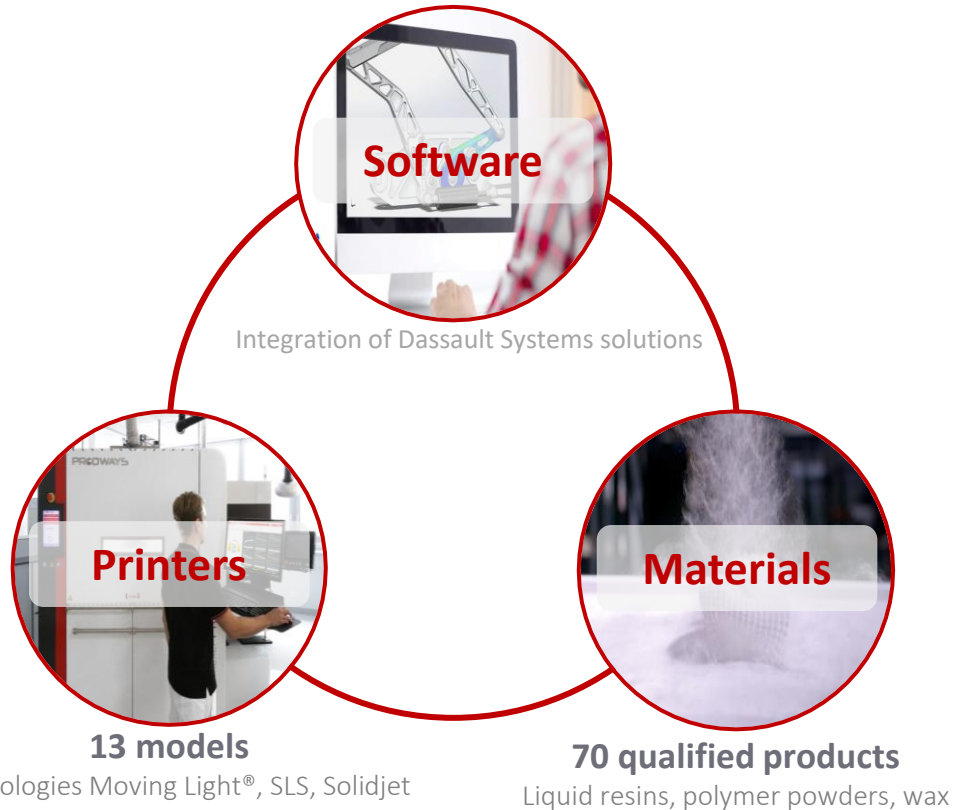 Software
Integration of Dassault Systems solutions
PRODWAYS
Printers
Materials
13 models
ologies Moving Light®, SLS, Solidjet
70 qualified products
Liquid resins, polymer powders, wax